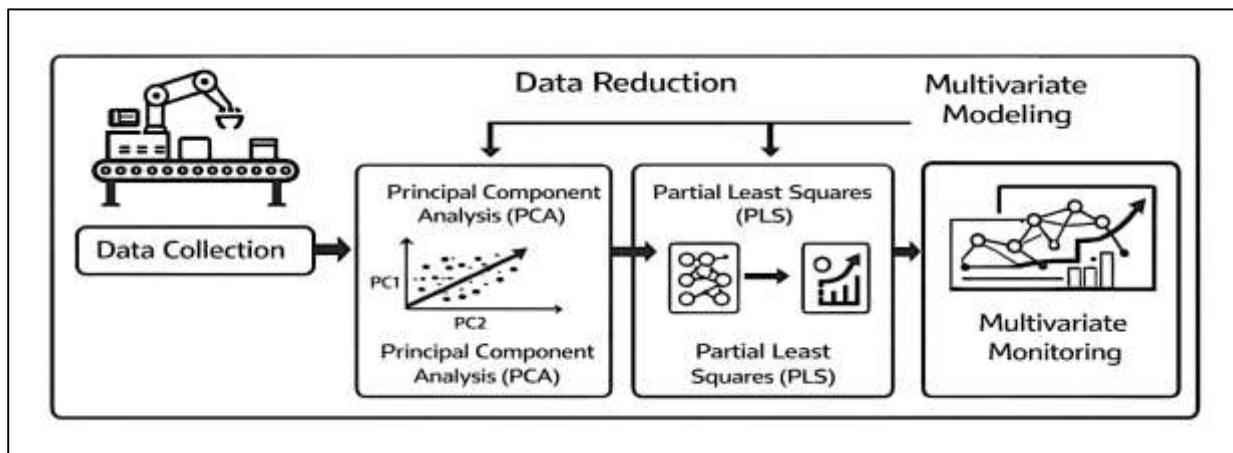 Data Reduction
Multivariate
Modeling
Data Collection
Principal Component
Analysis (PCA)
PC1
PC2
Principal Component
Analysis (PCA)
Partial Least Squares
(PLS)
Partial Least
Squares (PLS)
Multivariate
Monitoring